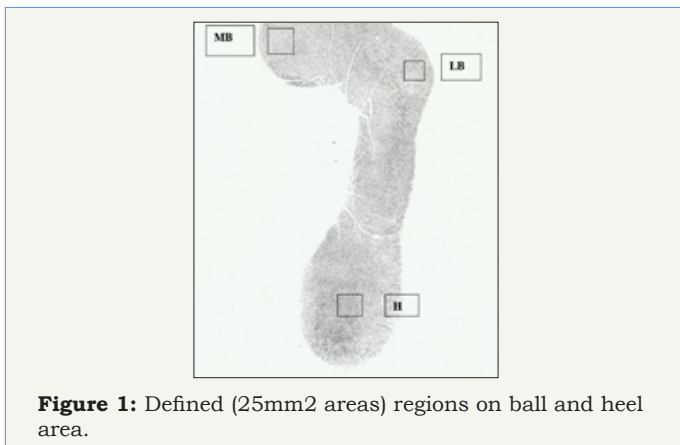 MB
LB
H
Figure 1: Defined (25mm2 areas) regions on ball and heel
area.